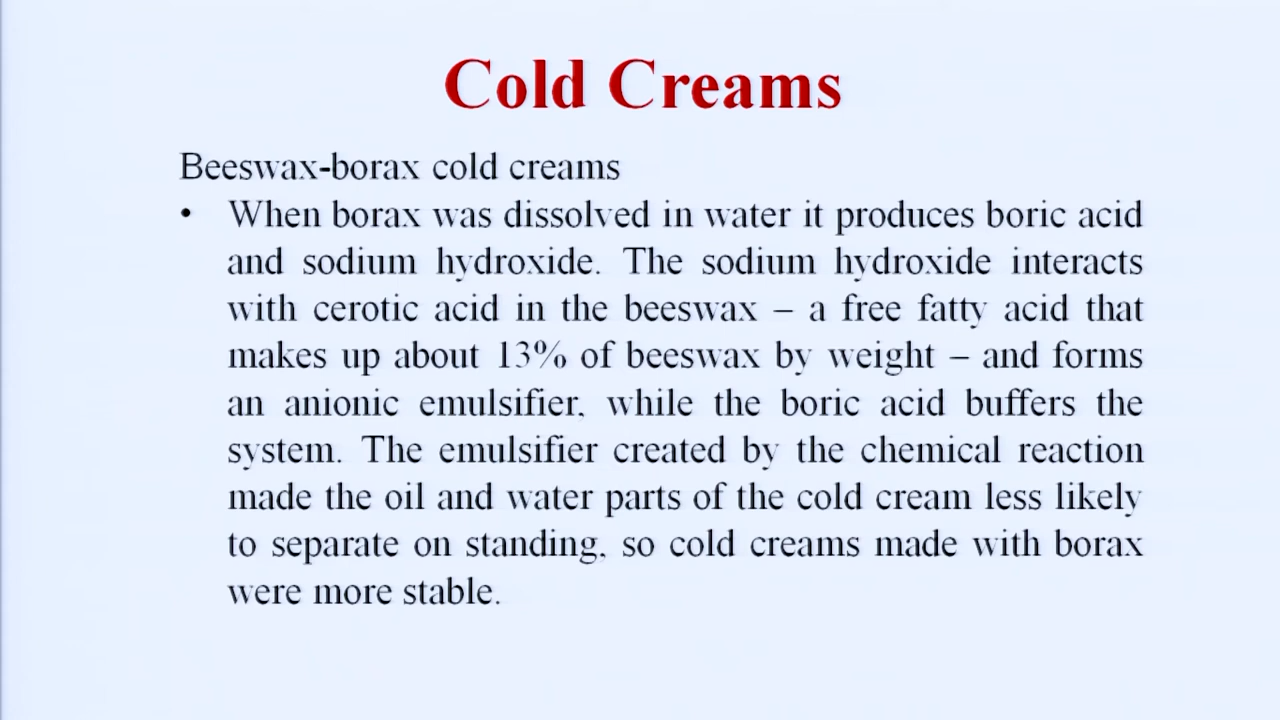 Cold Creams
Beeswax-borax cold creams
• When borax was dissolved in water it produces boric acid
and sodium hydroxide. The sodium hydroxide interacts
with cerotic acid in the beeswax – a free fatty acid that
makes up about 13% of beeswax by weight – and forms
an anionic emulsifier, while the boric acid buffers the
system. The emulsifier created by the chemical reaction
made the oil and water parts of the cold cream less likely
to separate on standing, so cold creams made with borax
were more stable.